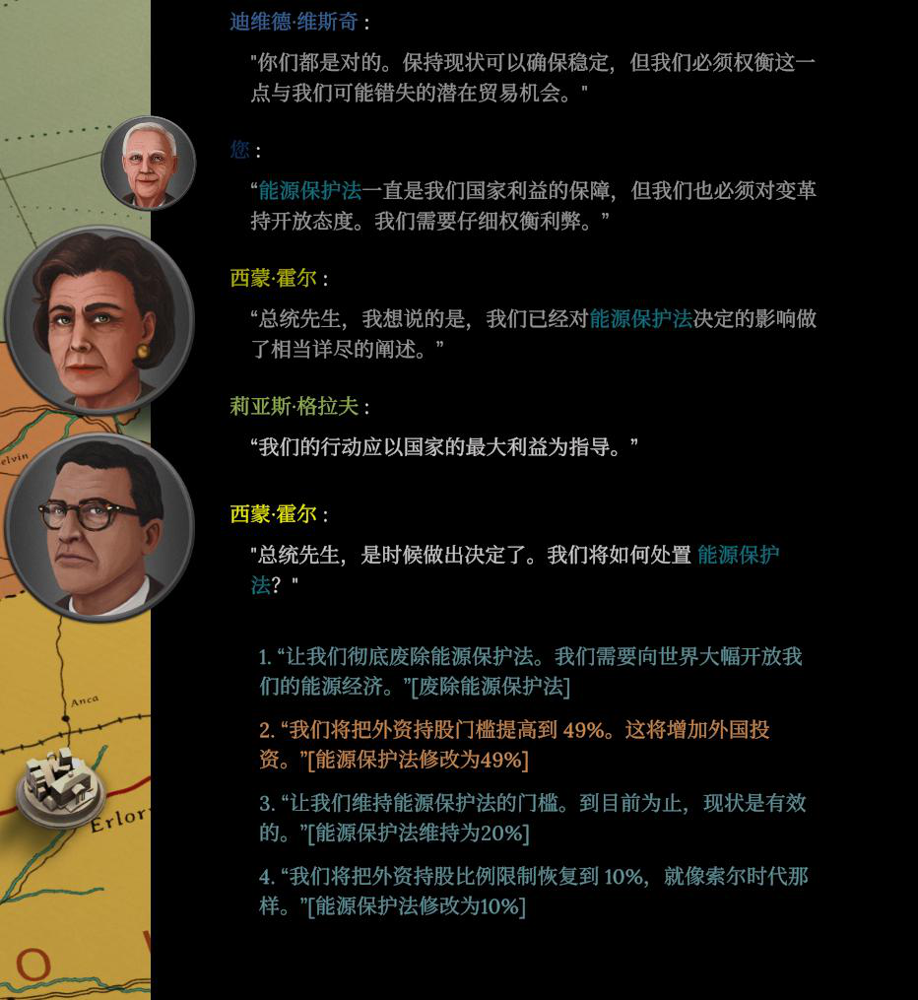 迪维德·维斯奇：
"你们都是对的。保持现状可以确保稳定，但我们必须权衡这一
点与我们可能错失的潜在贸易机会。"
您：
“能源保护法一直是我们国家利益的保障，但我们也必须对变革
持开放态度。我们需要仔细权衡利弊。”
西蒙·霍尔：
“总统先生，我想说的是，我们已经对能源保护法决定的影响做
了相当详尽的阐述。”
莉亚斯·格拉夫：
“我们的行动应以国家的最大利益为指导。”
西蒙·霍尔：
"总统先生，是时候做出决定了。我们将如何处置 能源保护
法？"
1. “让我们彻底废除能源保护法。我们需要向世界大幅开放我
们的能源经济。”[废除能源保护法]
2. “我们将把外资持股门槛提高到 49%。这将增加外国投
资。”[能源保护法修改为49%]
3. “让我们维持能源保护法的门槛。到目前为止，现状是有效
的。”[能源保护法维持为20%]
4. “我们将把外资持股比例限制恢复到 10%，就像索尔时代那
样。”[能源保护法修改为10%]
elvin
Anca
Erlor
O